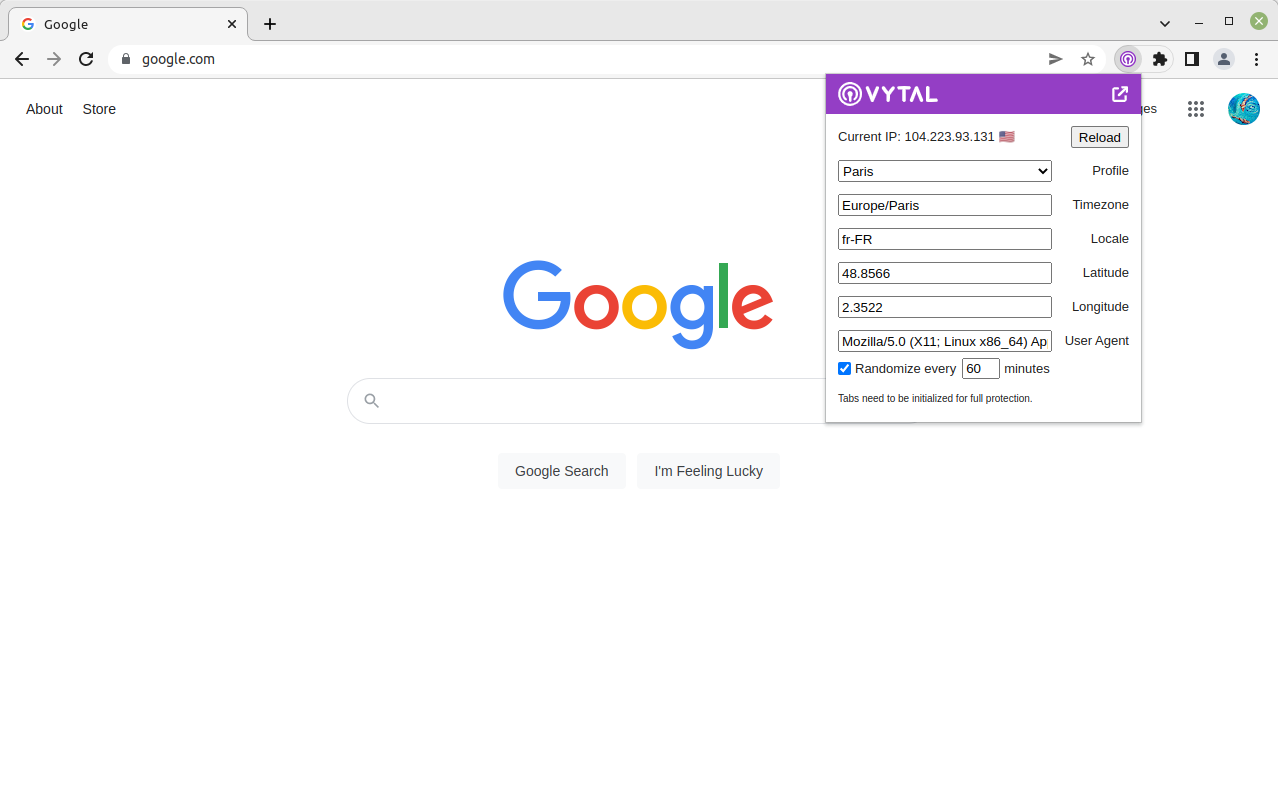 Google
google.com
VYTAL
About Store
Current IP: 104.223.93.131
Reload
Paris
Profile
Europe/Paris
Timezone
fr-FR
Locale
48.8566
Latitude
2.3522
Longitude
Mozilla/5.0 (X11; Linux x86_64) Ap
User Agent
Randomize every 60 minutes
Tabs need to be initialized for full protection.
Google
Google Search
I'm Feeling Lucky